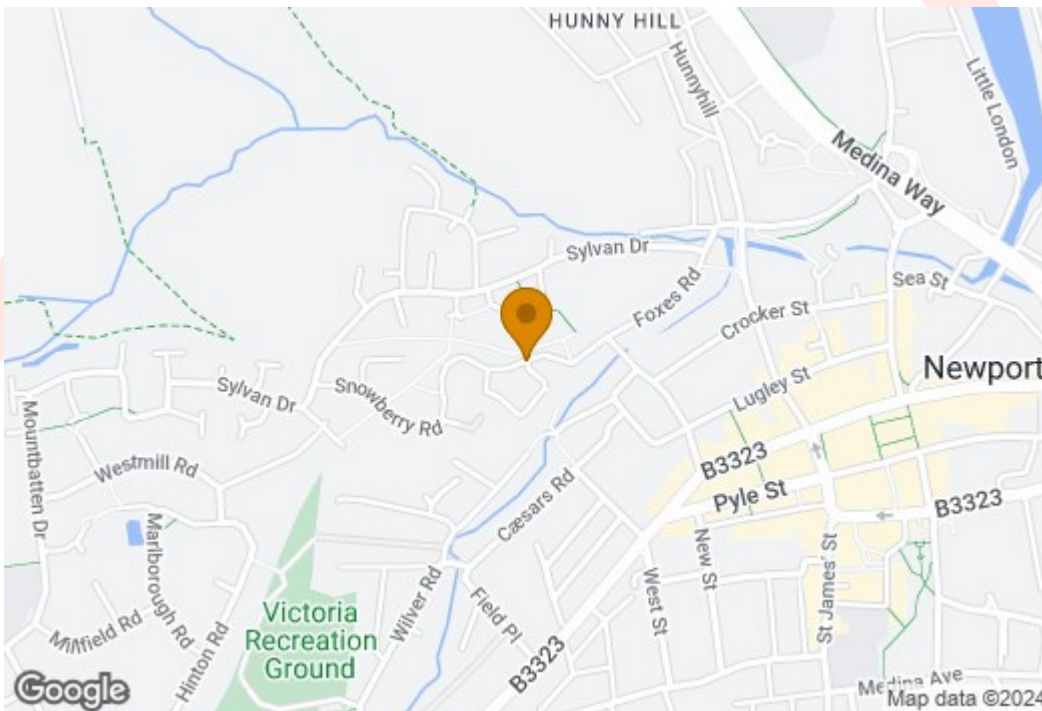 HUNNY HILL
Hunnyhill
Little London
Medina Way
Sylvan Dr
Foxes Rd
Sea St
Crocker St
Newport
Lugley St
Sylvan Dr
Snowberry Rd
Mountbatten Dr
Westmill Rd
B3323
Pyle St
B3323
Cæsars Rd
Marlborough Rd
New St
St James' St
West St
Wilver Rd
Field Pl
Victoria
Recreation
Ground
Millfield Rd
Hinton Rd
B3323
Medina Ave
Google
Map data ©2024